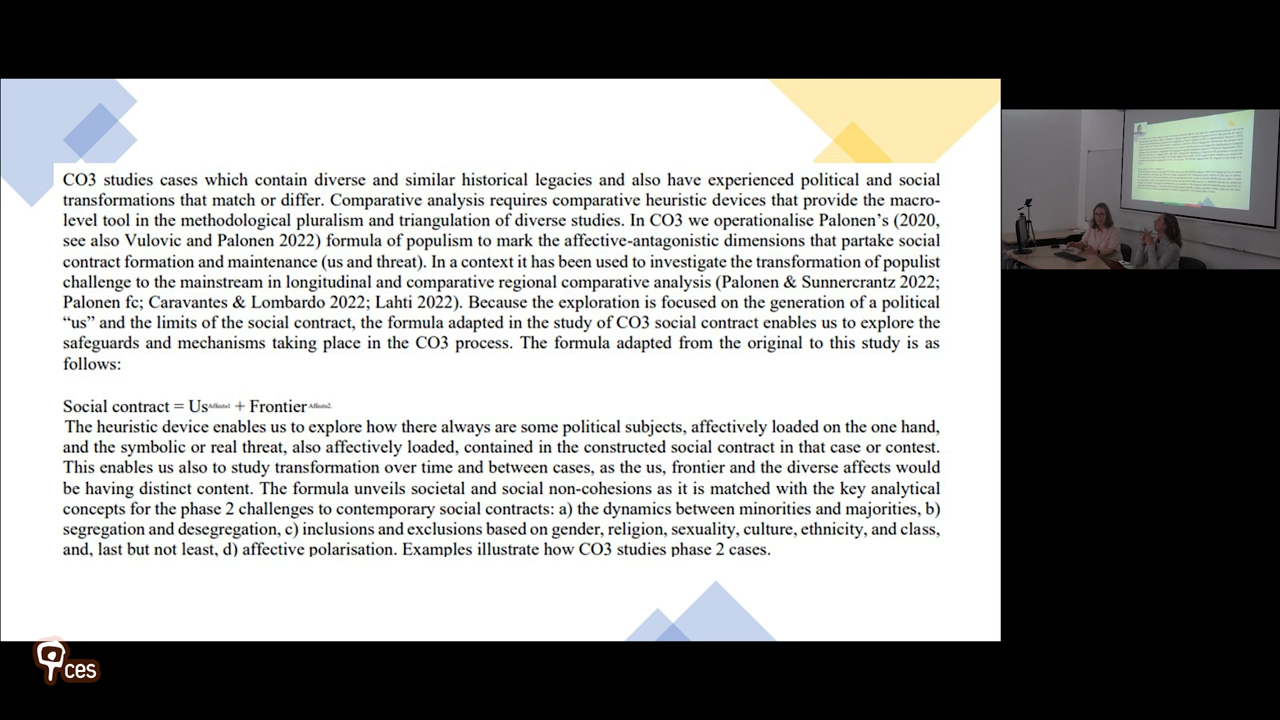 CO3 studies cases which contain diverse and similar historical legacies and also have experienced political and social
transformations that match or differ. Comparative analysis requires comparative heuristic devices that provide the macro-
level tool in the methodological pluralism and triangulation of diverse studies. In CO3 we operationalise Palonen's (2020,
see also Vulovic and Palonen 2022) formula of populism to mark the affective-antagonistic dimensions that partake social
contract formation and maintenance (us and threat). In a context it has been used to investigate the transformation of populist
challenge to the mainstream in longitudinal and comparative regional comparative analysis (Palonen & Sunnercrantz 2022;
Palonen fc; Caravantes & Lombardo 2022; Lahti 2022). Because the exploration is focused on the generation of a political
“us” and the limits of the social contract, the formula adapted in the study of CO3 social contract enables us to explore the
safeguards and mechanisms taking place in the CO3 process. The formula adapted from the original to this study is as
follows:
Social contract = Us Affects1 + Frontier Affects2.
The heuristic device enables us to explore how there always are some political subjects, affectively loaded on the one hand,
and the symbolic or real threat, also affectively loaded, contained in the constructed social contract in that case or contest.
This enables us also to study transformation over time and between cases, as the us, frontier and the diverse affects would
be having distinct content. The formula unveils societal and social non-cohesions as it is matched with the key analytical
concepts for the phase 2 challenges to contemporary social contracts: a) the dynamics between minorities and majorities, b)
segregation and desegregation, c) inclusions and exclusions based on gender, religion, sexuality, culture, ethnicity, and class,
and, last but not least, d) affective polarisation. Examples illustrate how CO3 studies phase 2 cases.
ces